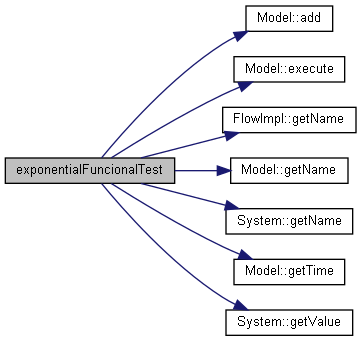 Model::add
Model::execute
FlowImpl::getName
exponentialFuncionalTest
Model::getName
System::getName
Model::getTime
System::getValue